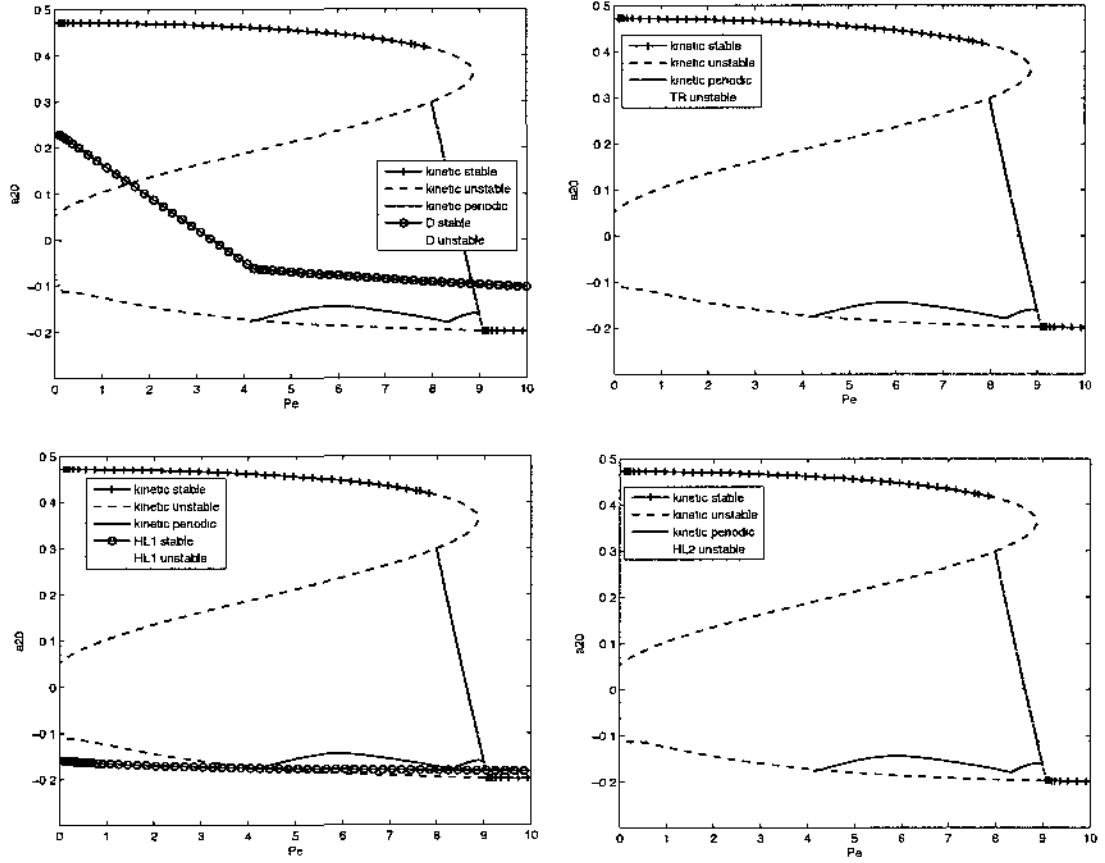 0.5
0.4
0.3
0.2
0.1
0
-0.1
-0.2
a20
kinetic stable
kinetic unstable
kinetic periodic
D stable
D unstable
0 1 2 3 4 5 6 7 8 9 10
Pe
0.5
0.4
0.3
0.2
0.1
0
-0.1
-0.2
a20
kinetic stable
kinetic unstable
kinetic periodic
TR unstable
0 1 2 3 4 5 6 7 8 9 10
Pe
0.5
0.4
0.3
0.2
0.1
0
-0.1
-0.2
a20
kinetic stable
kinetic unstable
kinetic periodic
HL1 stable
HL1 unstable
0 1 2 3 4 5 6 7 8 9 10
Pe
0.5
0.4
0.3
0.2
0.1
0
-0.1
-0.2
a20
kinetic stable
kinetic unstable
kinetic periodic
HL2 unstable
0 1 2 3 4 5 6 7 8 9 10
Pe